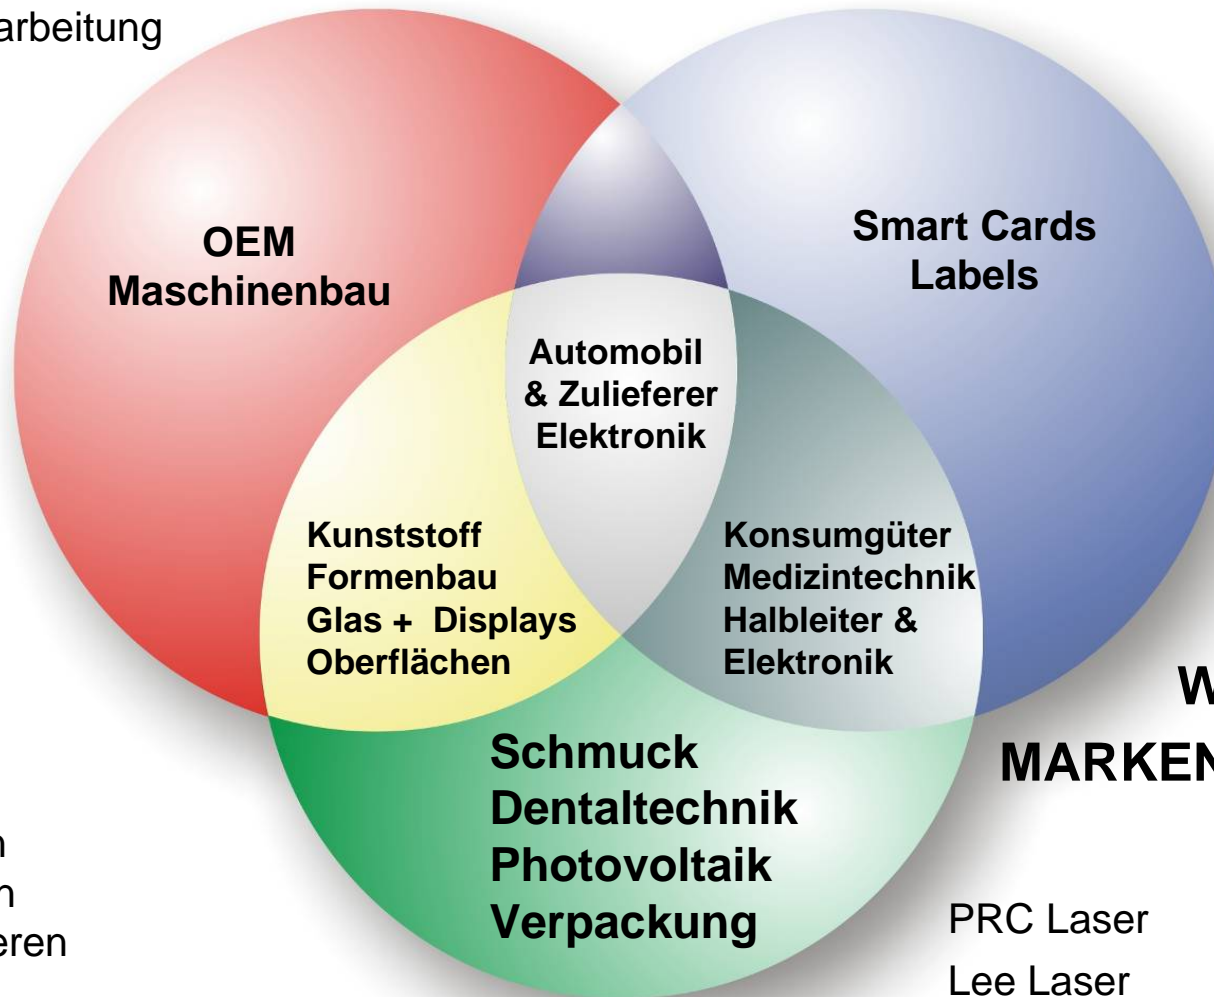 arbeitung
OEM
Maschinenbau
Smart Cards
Labels
Automobil
& Zulieferer
Elektronik
Kunststoff
Formenbau
Glas + Displays
Oberflächen
Konsumgüter
Medizintechnik
Halbleiter &
Elektronik
W
MARKEN
Schmuck
Dentaltechnik
Photovoltaik
Verpackung
n
eren
PRC Laser
Lee Laser